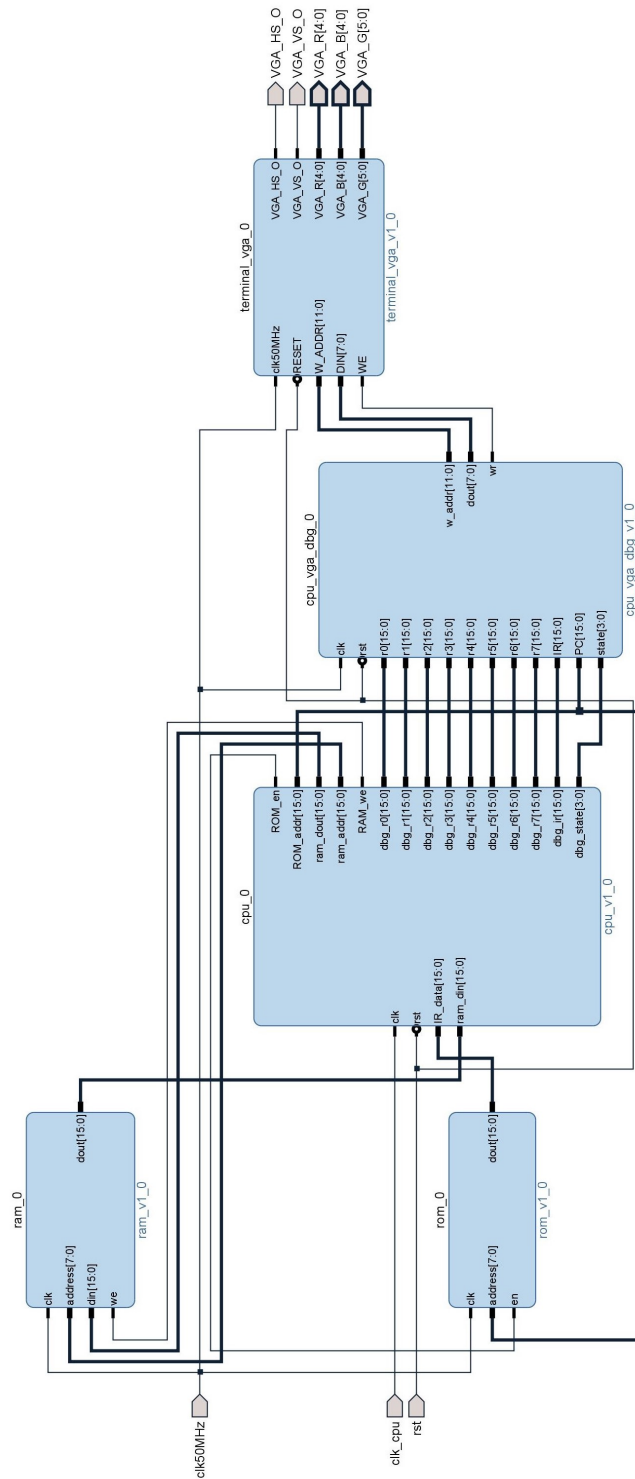 ram_0
clk
address[7:0]
din[15:0]
we
dout[15:0]
ram_v1_0
clk50MHz
clk_cpu
rst
rom_0
clk
address[7:0]
en
dout[15:0]
rom_v1_0
cpu_0
clk
rst
IR_data[15:0]
ram_din[15:0]
ROM_en
ROM_addr[15:0]
ram_dout[15:0]
ram_addr[15:0]
RAM_we
dbg_r0[15:0]
dbg_r1[15:0]
dbg_r2[15:0]
dbg_r3[15:0]
dbg_r4[15:0]
dbg_r5[15:0]
dbg_r6[15:0]
dbg_r7[15:0]
dbg_ir[15:0]
dbg_state[3:0]
cpu_v1_0
cpu_vga_dbg_0
clk
rst
r0[15:0]
r1[15:0]
r2[15:0]
r3[15:0]
r4[15:0]
r5[15:0]
r6[15:0]
r7[15:0]
IR[15:0]
PC[15:0]
state[3:0]
w_addr[11:0]
dout[7:0]
wr
cpu_vga_dbg_v1_0
terminal_vga_0
clk50MHz
RESET
W_ADDR[11:0]
DIN[7:0]
WE
VGA_HS_O
VGA_VS_O
VGA_R[4:0]
VGA_B[4:0]
VGA_G[5:0]
terminal_vga_v1_0
VGA_HS_O
VGA_VS_O
VGA_R[4:0]
VGA_B[4:0]
VGA_G[5:0]